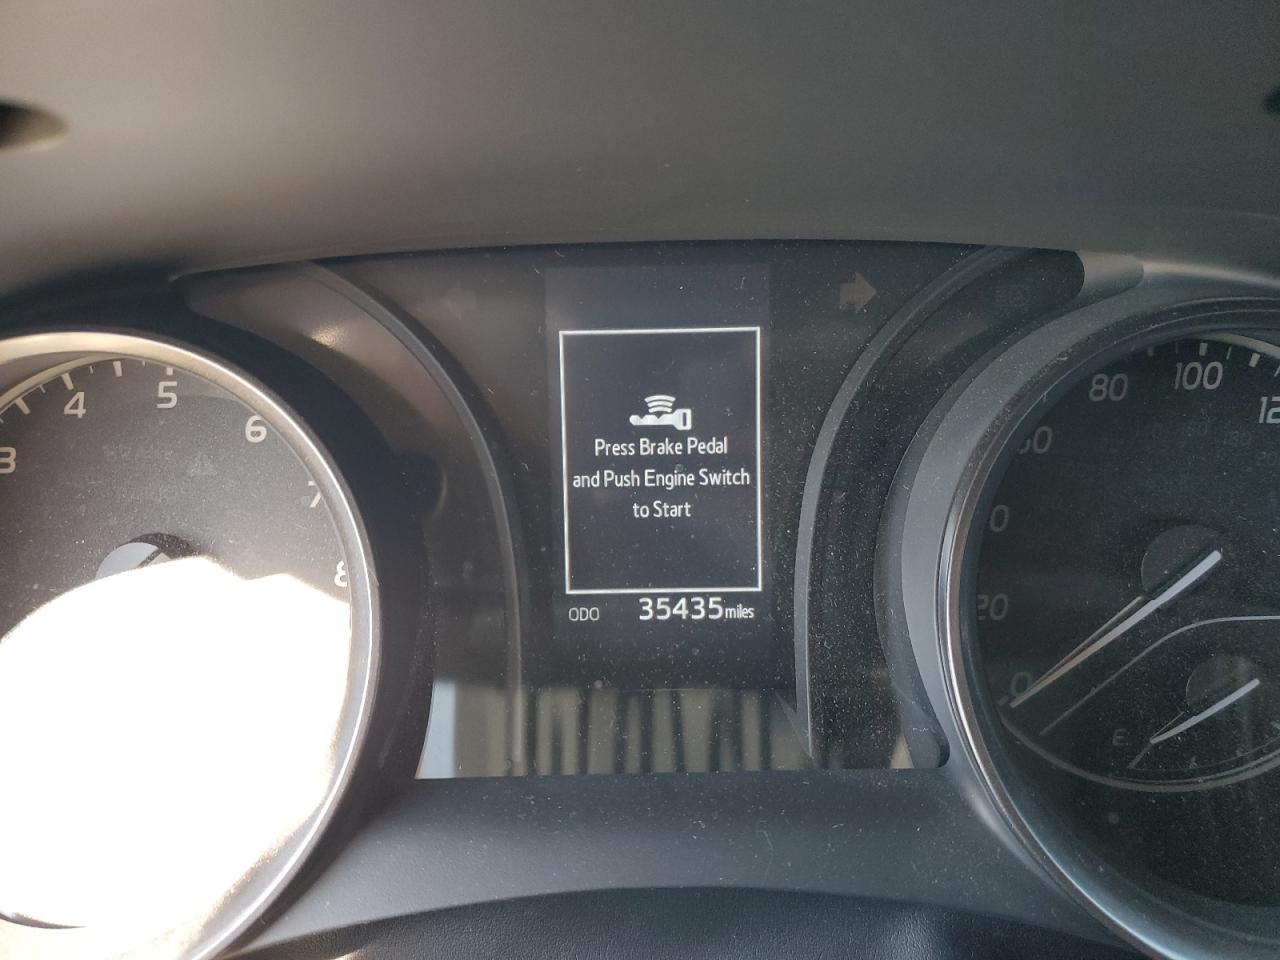 3
4
5
6
7
8
Press Brake Pedal
and Push Engine Switch
to Start
ODO 35435 miles
80
100
20
0
E